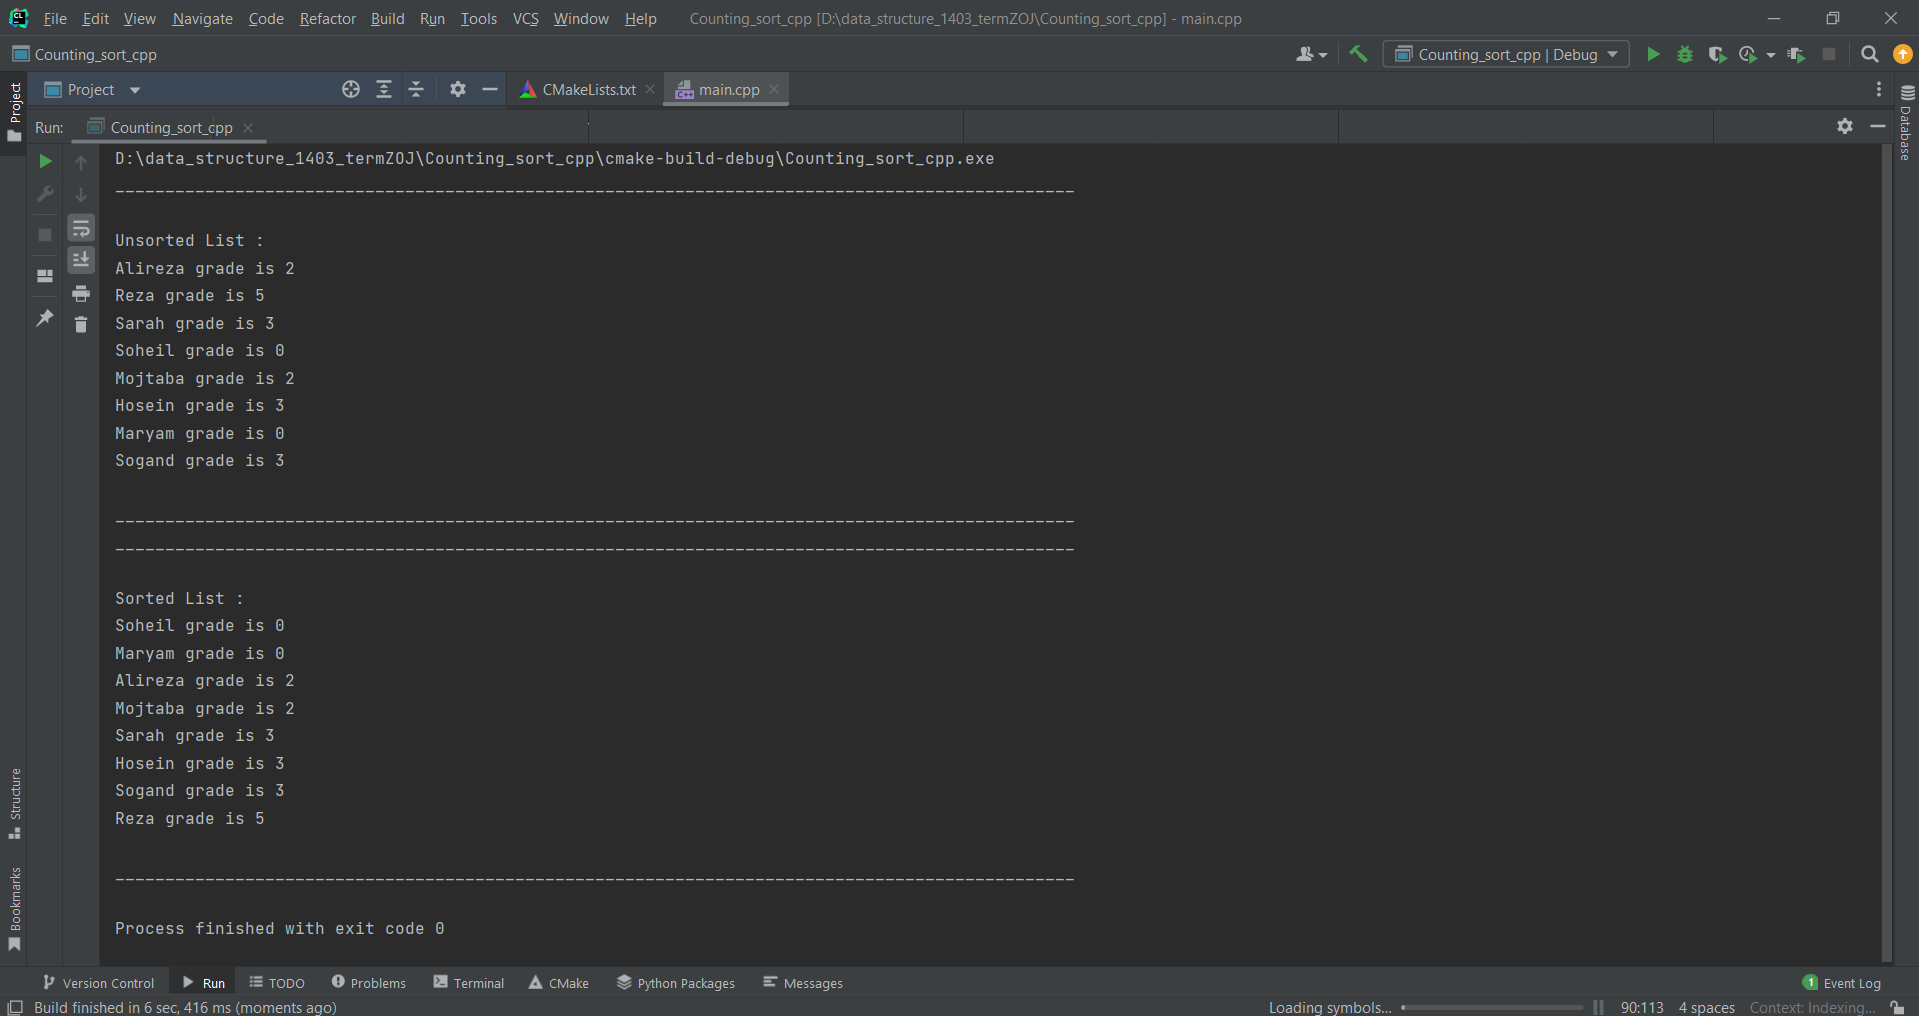 File Edit View Navigate Code Refactor Build Run Tools VCS Window Help Counting_sort_cpp [D:\data_structure_1403_termZOJ\Counting_sort_cpp] - main.cpp
Counting_sort_cpp Counting_sort_cpp | Debug
Project CMakeLists.txt main.cpp
Project
Database
Run: Counting_sort_cpp
D:\data_structure_1403_termZOJ\Counting_sort_cpp\cmake-build-debug\Counting_sort_cpp.exe
------------------------------------------------------------------------------------------------
Unsorted List :
Alireza grade is 2
Reza grade is 5
Sarah grade is 3
Soheil grade is 0
Mojtaba grade is 2
Hosein grade is 3
Maryam grade is 0
Sogand grade is 3
------------------------------------------------------------------------------------------------
------------------------------------------------------------------------------------------------
Sorted List :
Soheil grade is 0
Maryam grade is 0
Alireza grade is 2
Mojtaba grade is 2
Sarah grade is 3
Hosein grade is 3
Sogand grade is 3
Reza grade is 5
------------------------------------------------------------------------------------------------
Process finished with exit code 0
Structure
Bookmarks
Version Control Run TODO Problems Terminal CMake Python Packages Messages 1 Event Log
Build finished in 6 sec, 416 ms (moments ago) Loading symbols... 90:113 4 spaces Context: Indexing...